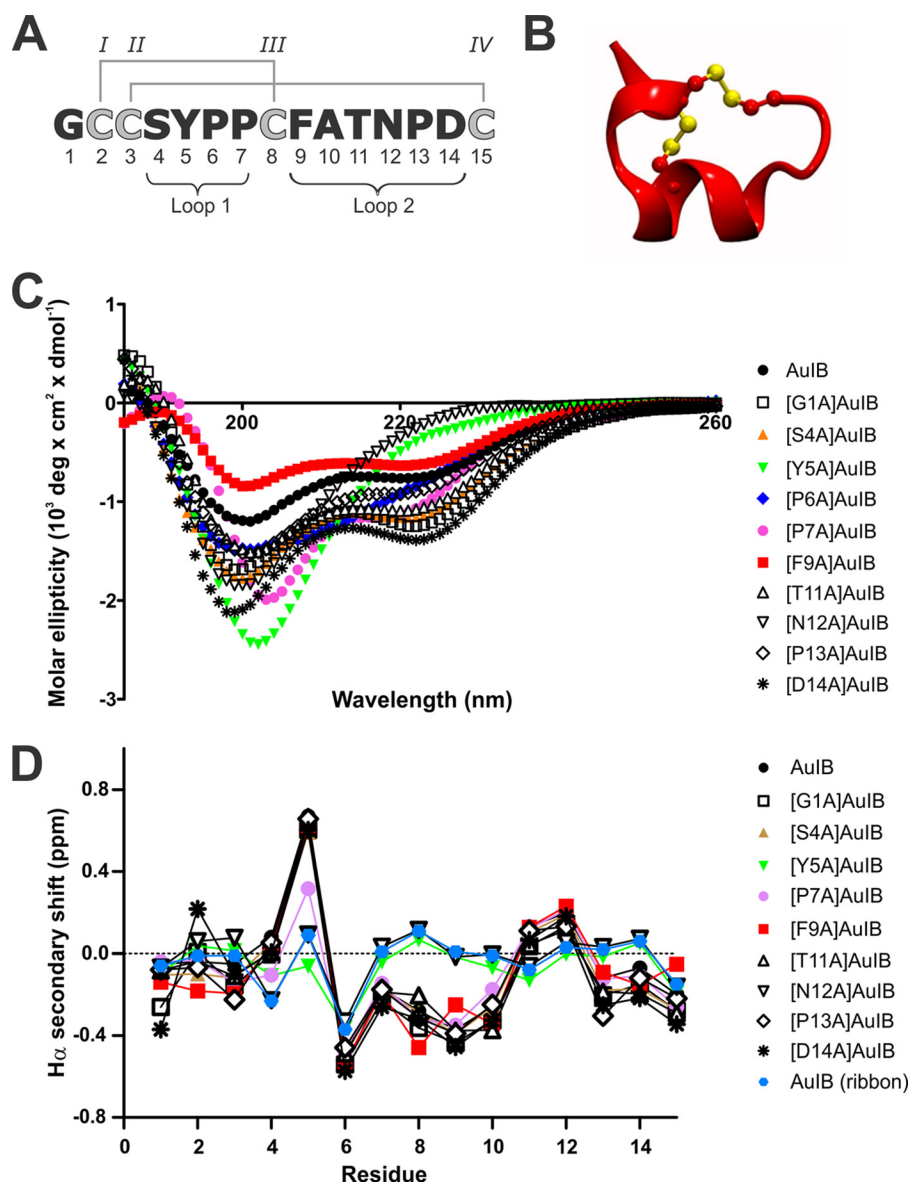 A
B
I II III IV
GCCSYPPCFATNPDC
1 2 3 4 5 6 7 8 9 10 11 12 13 14 15
Loop 1 Loop 2
C
Molar ellipticity (10³ deg x cm² x dmol⁻¹)
1
0
-1
-2
-3
200 220 260
Wavelength (nm)
AuIB
[G1A]AuIB
[S4A]AuIB
[Y5A]AuIB
[P6A]AuIB
[P7A]AuIB
[F9A]AuIB
[T11A]AuIB
[N12A]AuIB
[P13A]AuIB
[D14A]AuIB
D
Hα secondary shift (ppm)
0.8
0.4
0.0
-0.4
-0.8
0 2 4 6 8 10 12 14
Residue
AuIB
[G1A]AuIB
[S4A]AuIB
[Y5A]AuIB
[P7A]AuIB
[F9A]AuIB
[T11A]AuIB
[N12A]AuIB
[P13A]AuIB
[D14A]AuIB
AuIB (ribbon)